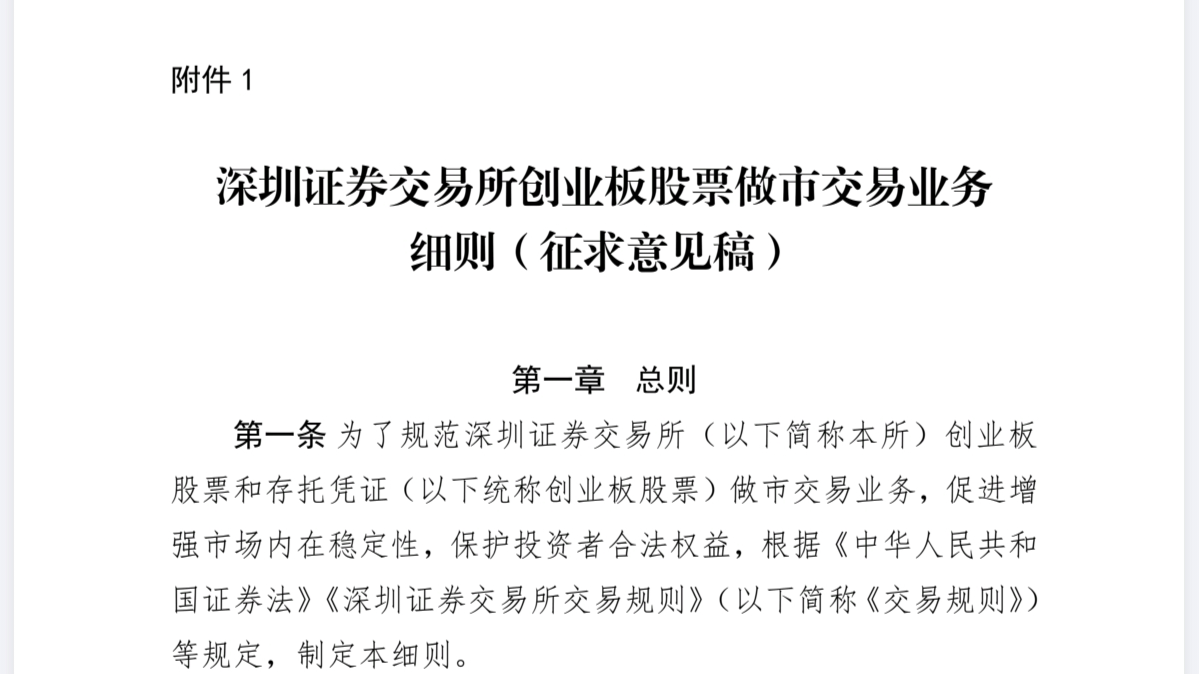 附件 1
深圳证券交易所创业板股票做市交易业务
细则（征求意见稿）
第一章　总则
第一条 为了规范深圳证券交易所（以下简称本所）创业板
股票和存托凭证（以下统称创业板股票）做市交易业务，促进增
强市场内在稳定性，保护投资者合法权益，根据《中华人民共和
国证券法》《深圳证券交易所交易规则》（以下简称《交易规则》）
等规定，制定本细则。